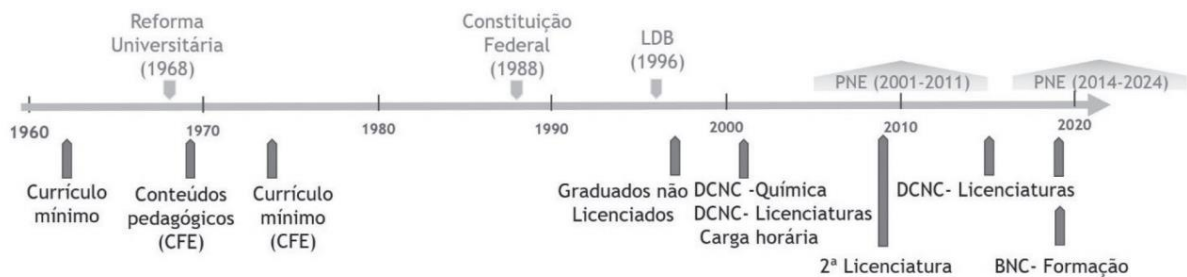 Reforma
Universitária
(1968)
Constituição
Federal
(1988)
LDB
(1996)
PNE (2001-2011)
PNE (2014-2024)
1960
1970
1980
1990
2000
2010
2020
Currículo
mínimo
Conteúdos
pedagógicos
(CFE)
Currículo
mínimo
(CFE)
Graduados não
Licenciados
DCNC -Química
DCNC- Licenciaturas
Carga horária
2ª Licenciatura
DCNC- Licenciaturas
BNC- Formação